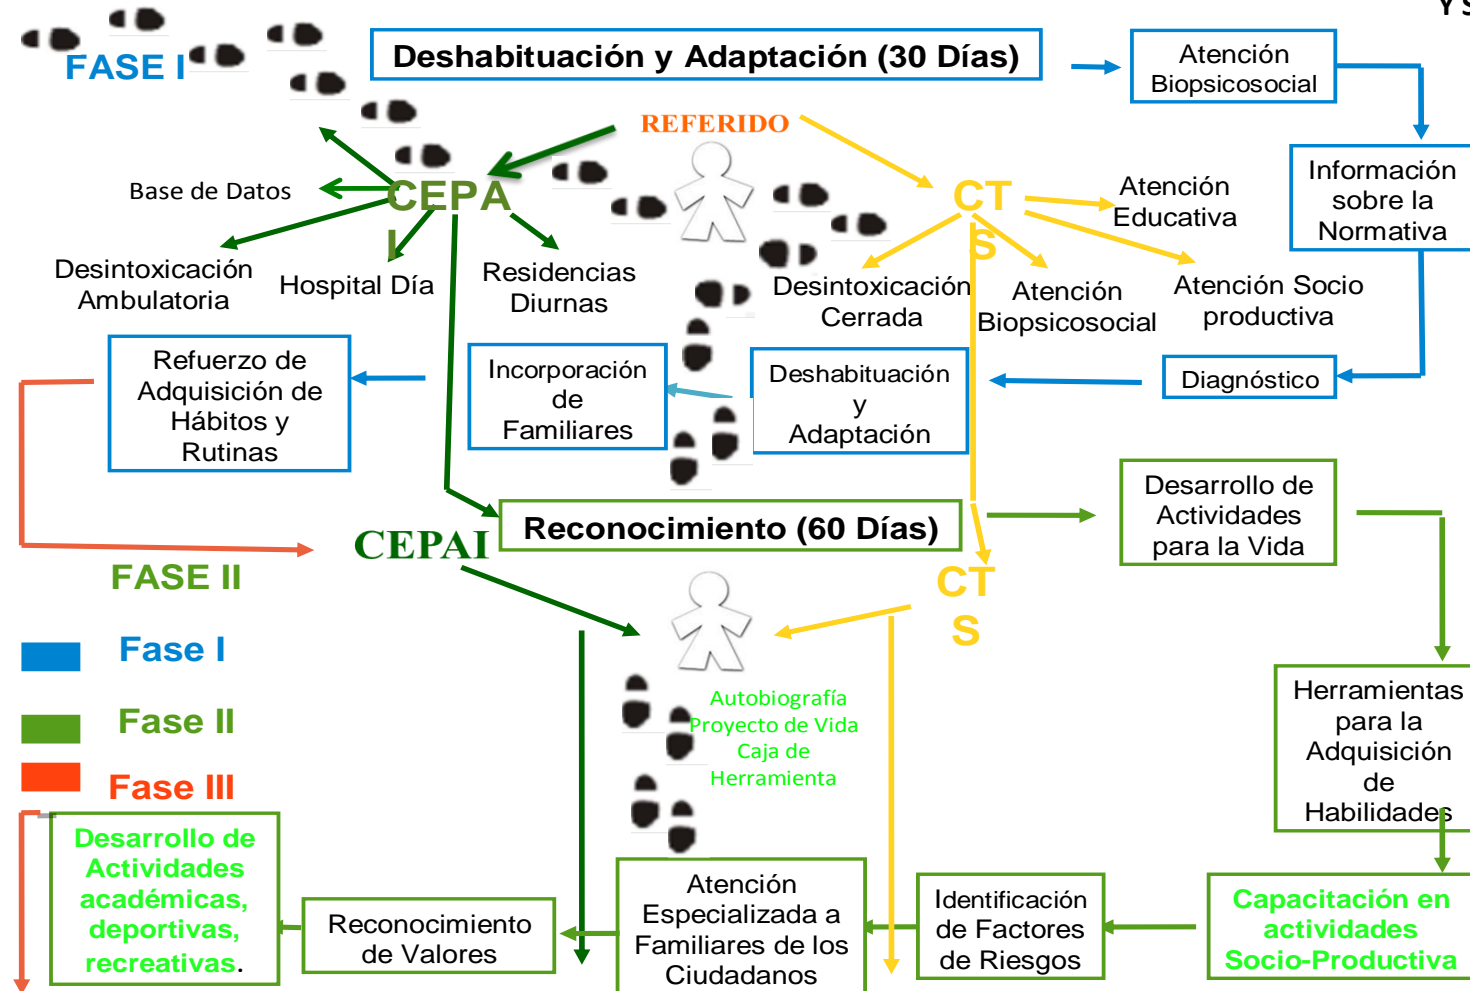 Y S
FASE I
Deshabituación y Adaptación (30 Días)
Atención
Biopsicosocial
REFERIDO
Información
sobre la
Normativa
Base de Datos
CEPA
I
CT
S
Atención
Educativa
Desintoxicación
Ambulatoria
Hospital Día
Residencias
Diurnas
Desintoxicación
Cerrada
Atención
Biopsicosocial
Atención Socio
productiva
Refuerzo de
Adquisición de
Hábitos y
Rutinas
Incorporación
de
Familiares
Deshabituación
y
Adaptación
Diagnóstico
CEPAI
Reconocimiento (60 Días)
Desarrollo de
Actividades
para la Vida
FASE II
CT
S
Fase I
Fase II
Fase III
Autobiografía
Proyecto de Vida
Caja de
Herramienta
Herramientas
para la
Adquisición
de
Habilidades
Desarrollo de
Actividades
académicas,
deportivas,
recreativas.
Reconocimiento
de Valores
Atención
Especializada a
Familiares de los
Ciudadanos
Identificación
de Factores
de Riesgos
Capacitación en
actividades
Socio-Productiva